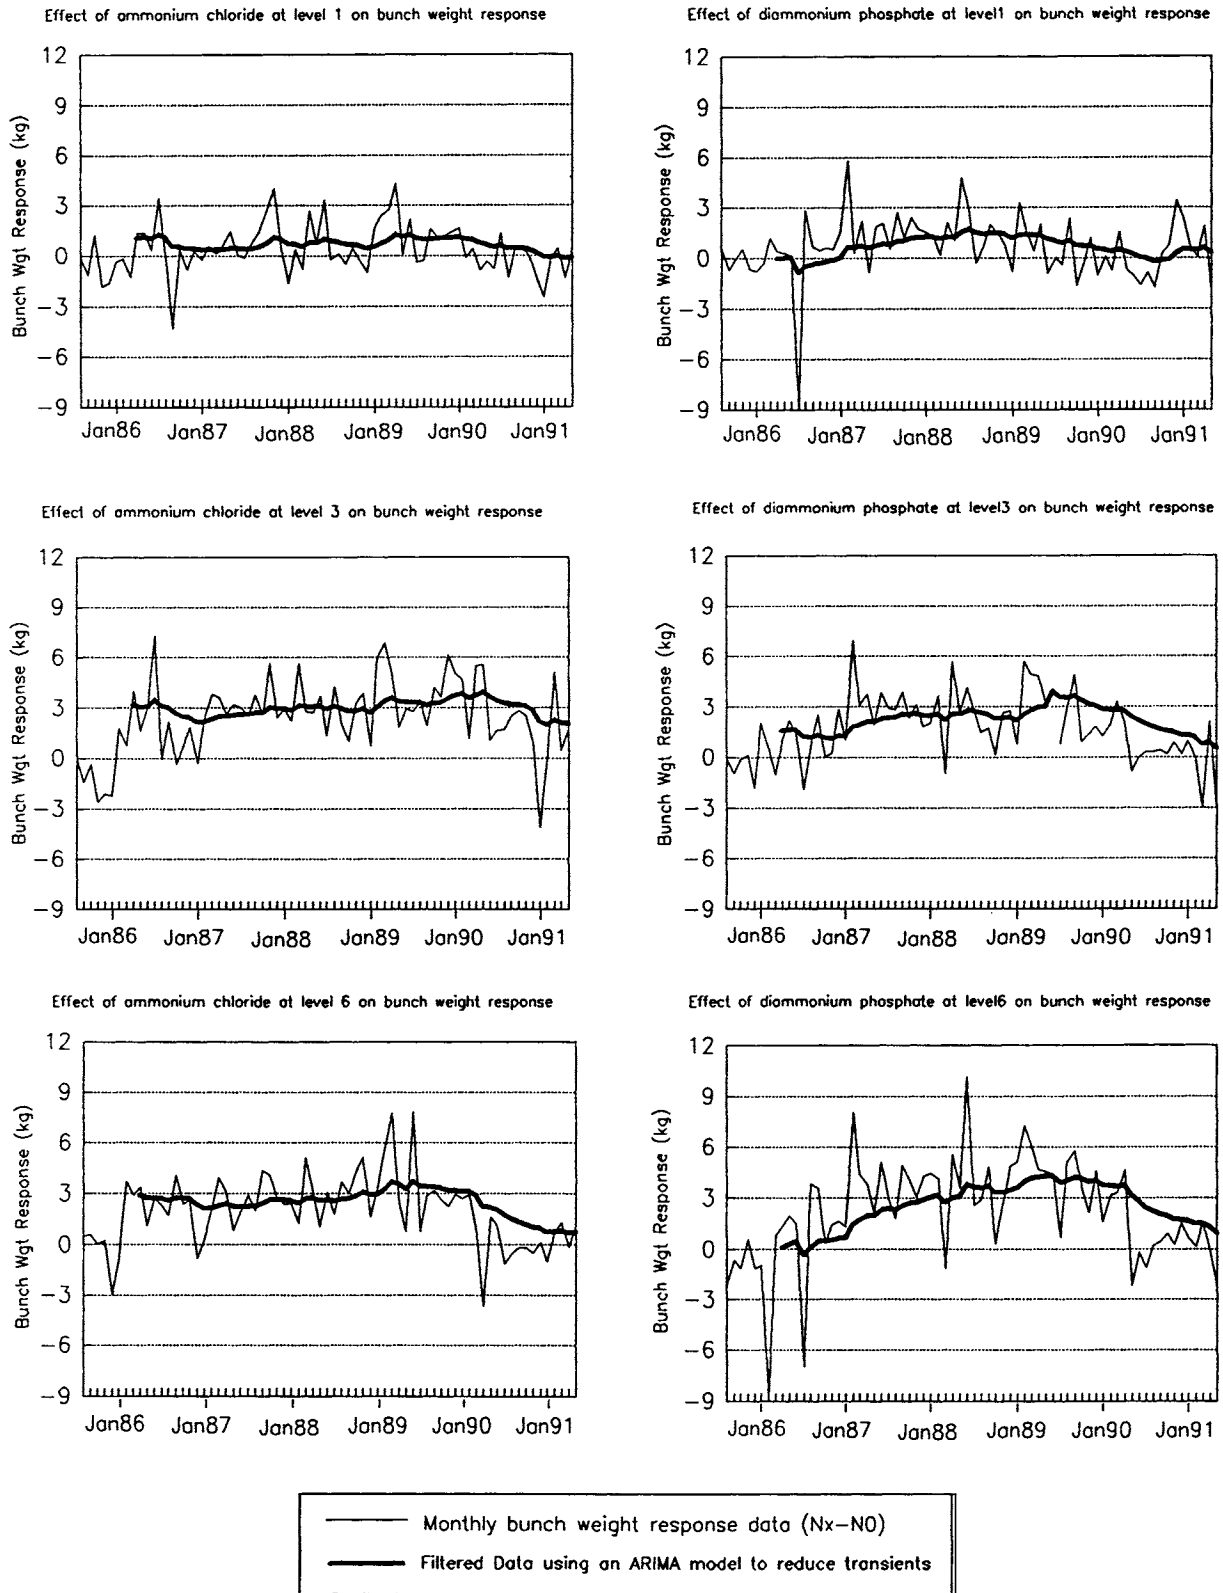 Effect of ammonium chloride at level 1 on bunch weight response
Bunch Wgt Response (kg)
12
9
6
3
0
−3
−6
−9
Jan86 Jan87 Jan88 Jan89 Jan90 Jan91
Effect of diammonium phosphate at level1 on bunch weight response
Bunch Wgt Response (kg)
12
9
6
3
0
−3
−6
−9
Jan86 Jan87 Jan88 Jan89 Jan90 Jan91
Effect of ammonium chloride at level 3 on bunch weight response
Bunch Wgt Response (kg)
12
9
6
3
0
−3
−6
−9
Jan86 Jan87 Jan88 Jan89 Jan90 Jan91
Effect of diammonium phosphate at level3 on bunch weight response
Bunch Wgt Response (kg)
12
9
6
3
0
−3
−6
−9
Jan86 Jan87 Jan88 Jan89 Jan90 Jan91
Effect of ammonium chloride at level 6 on bunch weight response
Bunch Wgt Response (kg)
12
9
6
3
0
−3
−6
−9
Jan86 Jan87 Jan88 Jan89 Jan90 Jan91
Effect of diammonium phosphate at level6 on bunch weight response
Bunch Wgt Response (kg)
12
9
6
3
0
−3
−6
−9
Jan86 Jan87 Jan88 Jan89 Jan90 Jan91
Monthly bunch weight response data (Nx−N0)
Filtered Data using an ARIMA model to reduce transients